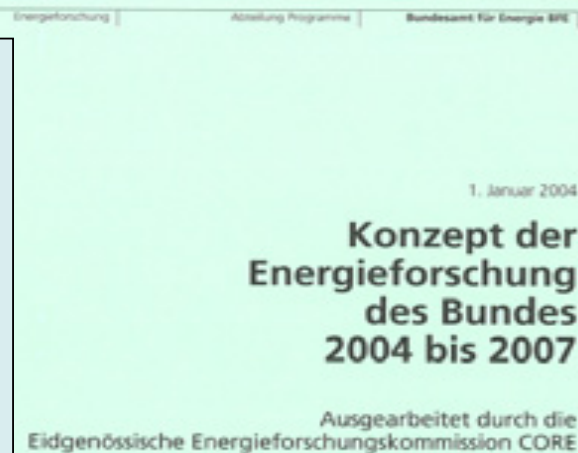 Energieforschung | Abteilung Programme | Bundesamt für Energie BFE
1. Januar 2004
Konzept der
Energieforschung
des Bundes
2004 bis 2007
Ausgearbeitet durch die
Eidgenössische Energieforschungskommission CORE